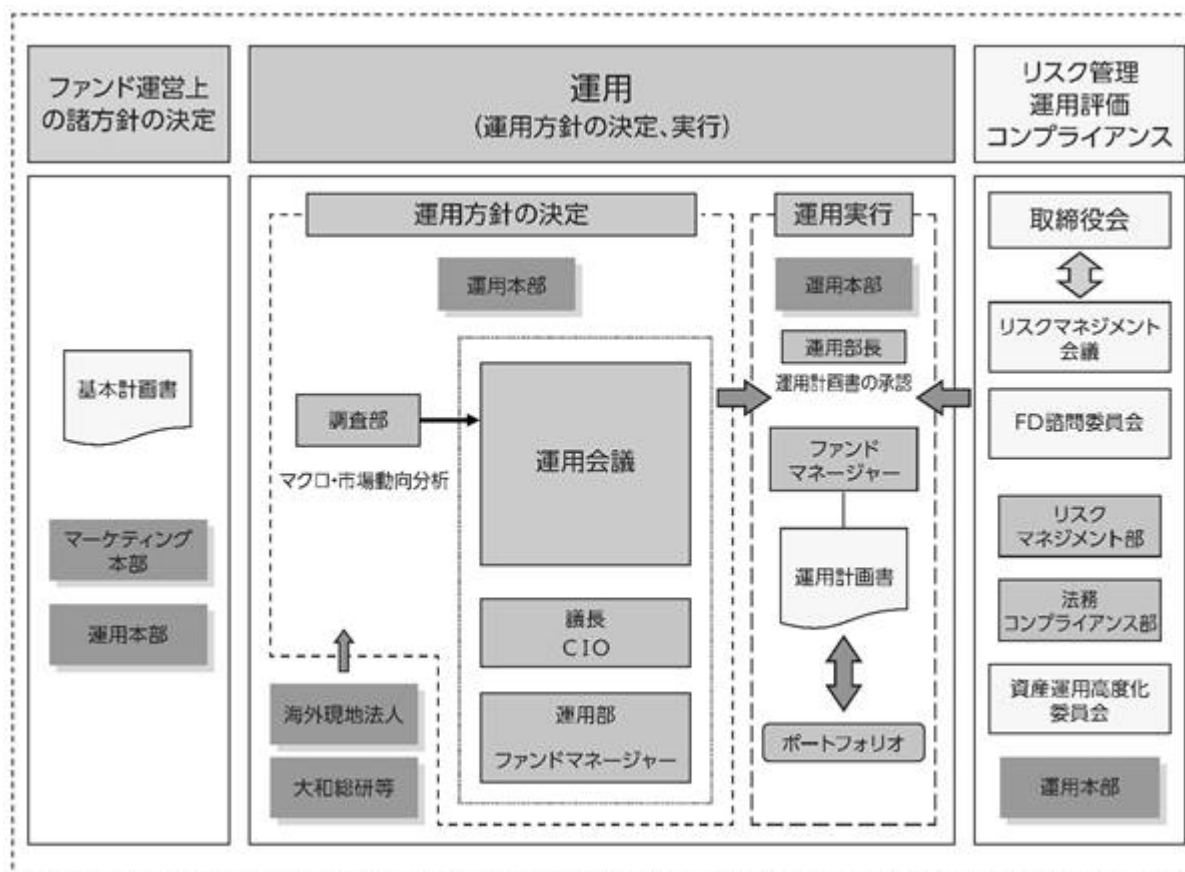 ファンド運営上
の諸方針の決定
基本計画書
マーケティング
本部
運用本部
運用
(運用方針の決定、実行)
運用方針の決定
運用本部
調査部
マクロ・市場動向分析
運用会議
議長
CIO
運用部
ファンドマネージャー
海外現地法人
大和総研等
運用実行
運用本部
運用部長
運用計画書の承認
ファンド
マネージャー
運用計画書
ポートフォリオ
リスク管理
運用評価
コンプライアンス
取締役会
リスクマネジメント
会議
FD諮問委員会
リスク
マネジメント部
法務
コンプライアンス部
資産運用高度化
委員会
運用本部